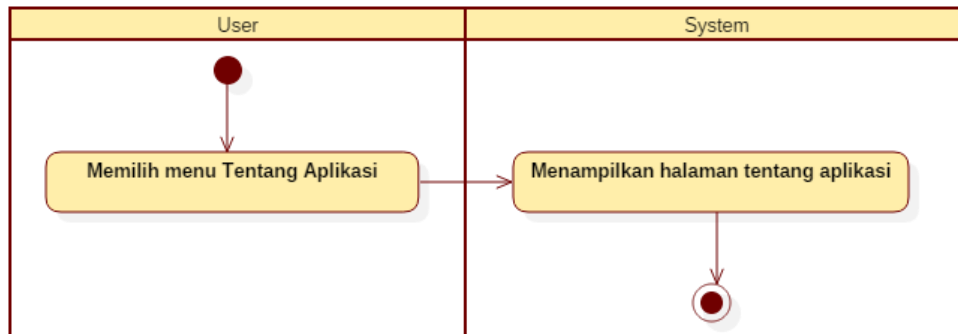 User
System
Memilih menu Tentang Aplikasi
Menampilkan halaman tentang aplikasi